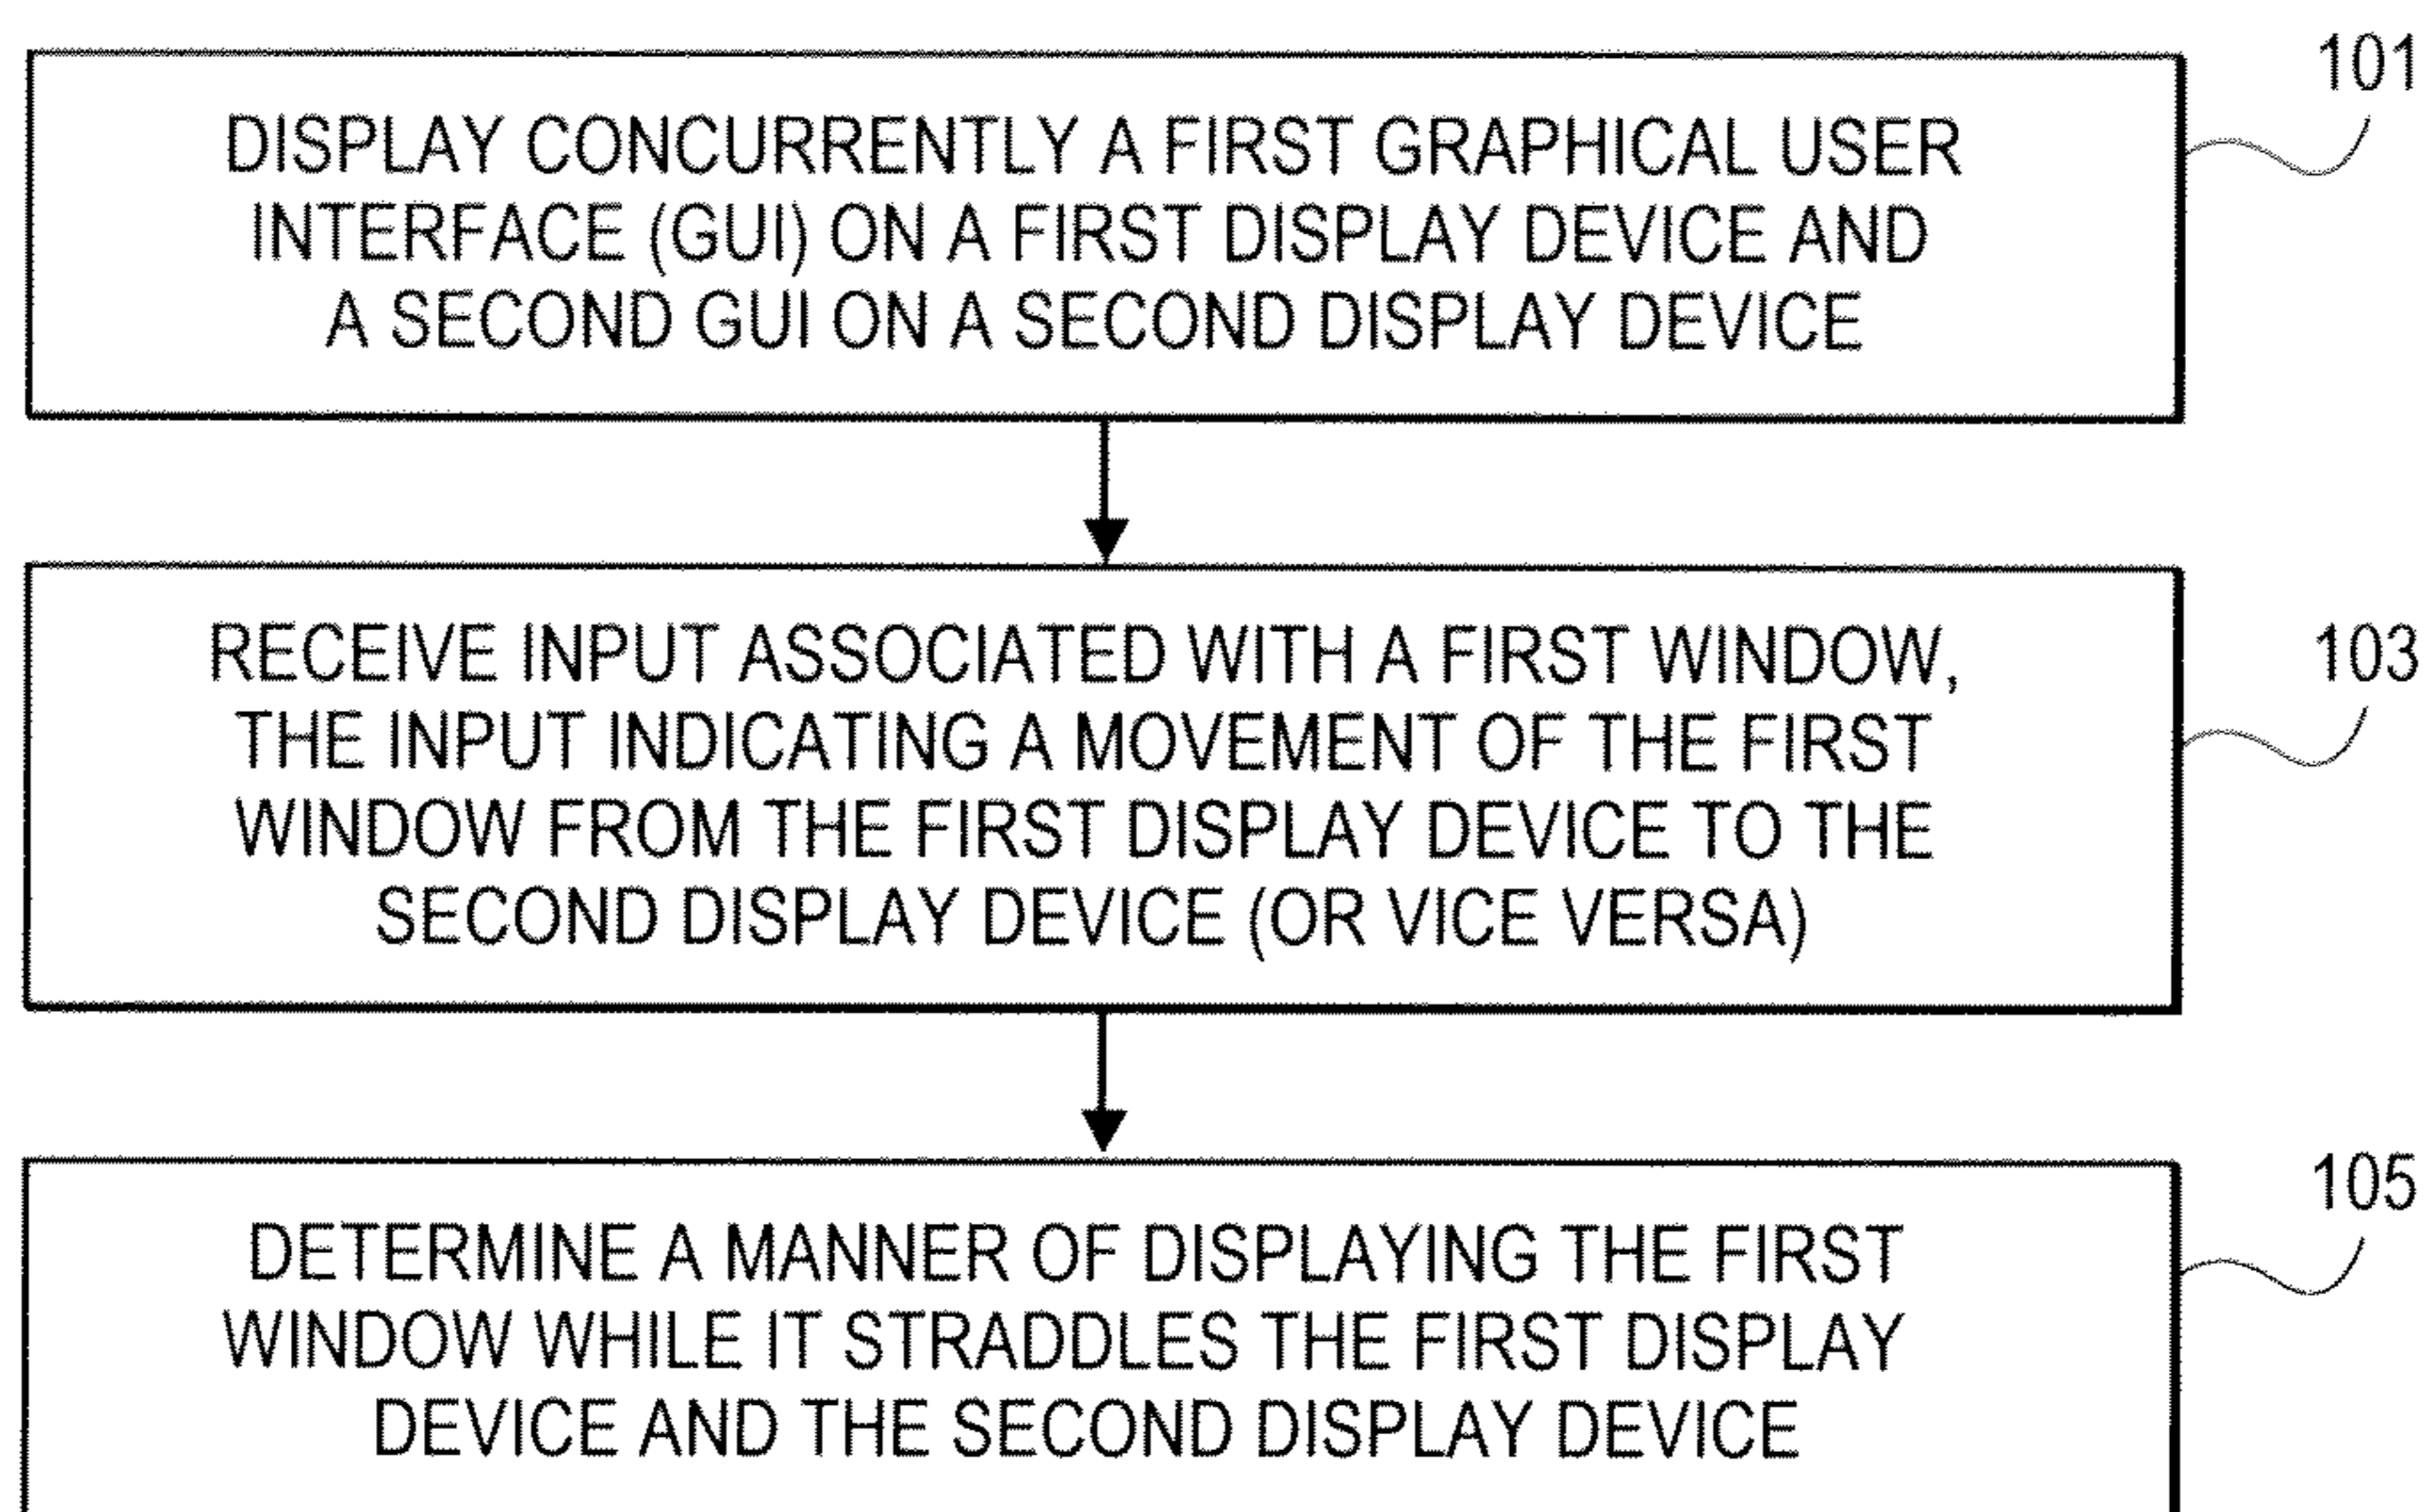 101
DISPLAY CONCURRENTLY A FIRST GRAPHICAL USER
INTERFACE (GUI) ON A FIRST DISPLAY DEVICE AND
A SECOND GUI ON A SECOND DISPLAY DEVICE
103
RECEIVE INPUT ASSOCIATED WITH A FIRST WINDOW,
THE INPUT INDICATING A MOVEMENT OF THE FIRST
WINDOW FROM THE FIRST DISPLAY DEVICE TO THE
SECOND DISPLAY DEVICE (OR VICE VERSA)
105
DETERMINE A MANNER OF DISPLAYING THE FIRST
WINDOW WHILE IT STRADDLES THE FIRST DISPLAY
DEVICE AND THE SECOND DISPLAY DEVICE